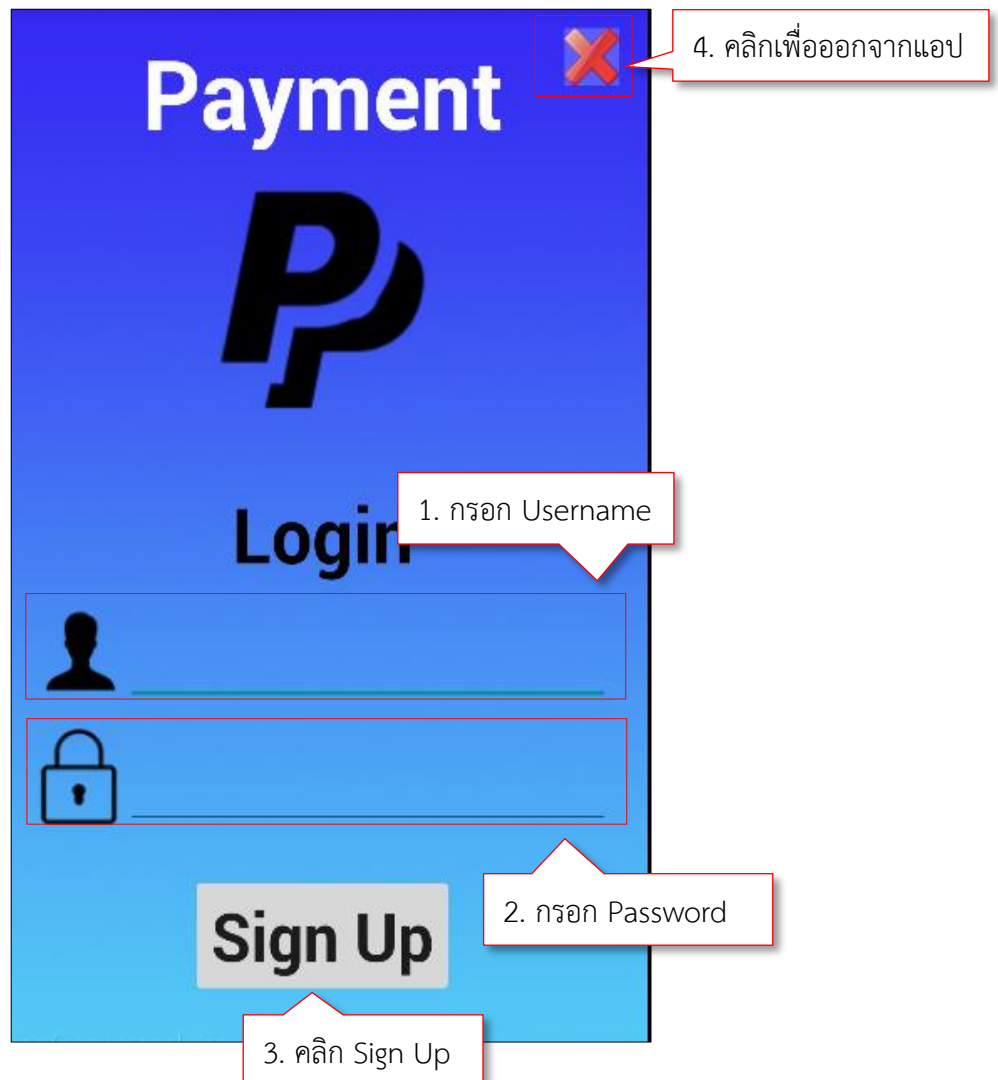 4. คลิกเพื่อออกจากแอป
Payment
Login
1. กรอก Username
2. กรอก Password
Sign Up
3. คลิก Sign Up